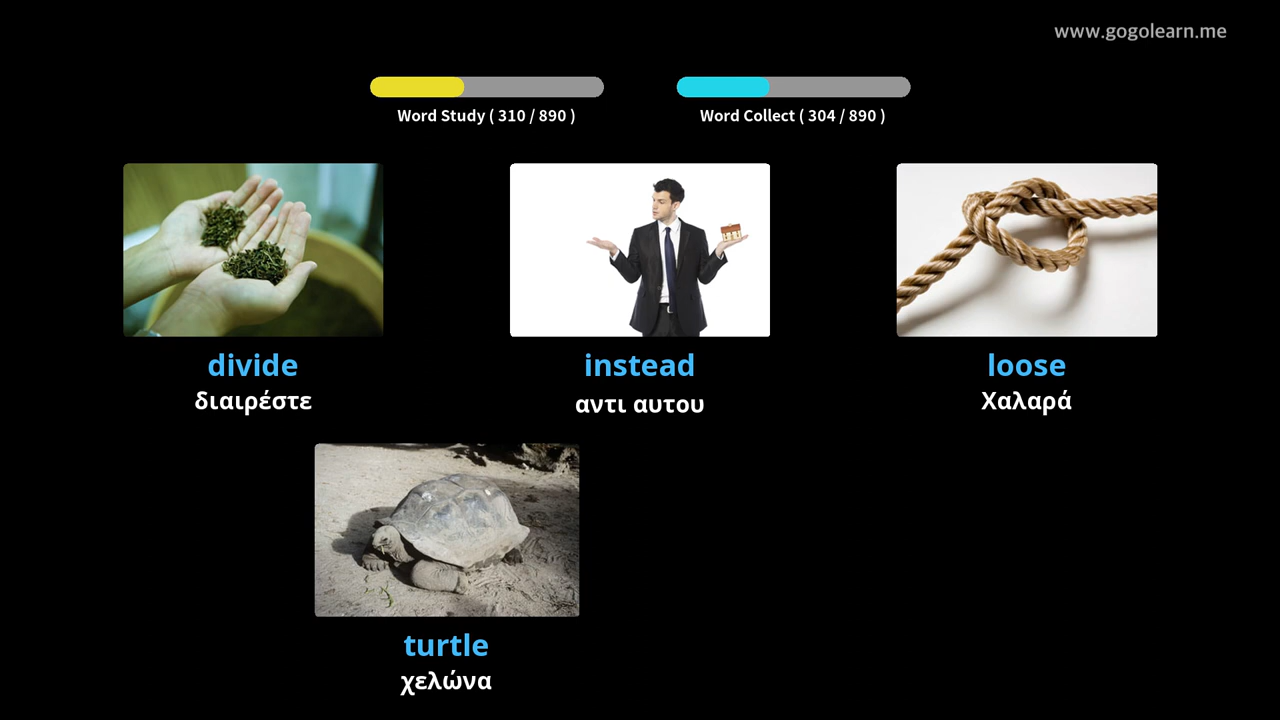 www.gogolearn.me
Word Study ( 310 / 890 )
Word Collect ( 304 / 890 )
divide
διαιρέστε
instead
αντι αυτου
loose
Χαλαρά
turtle
χελώνα